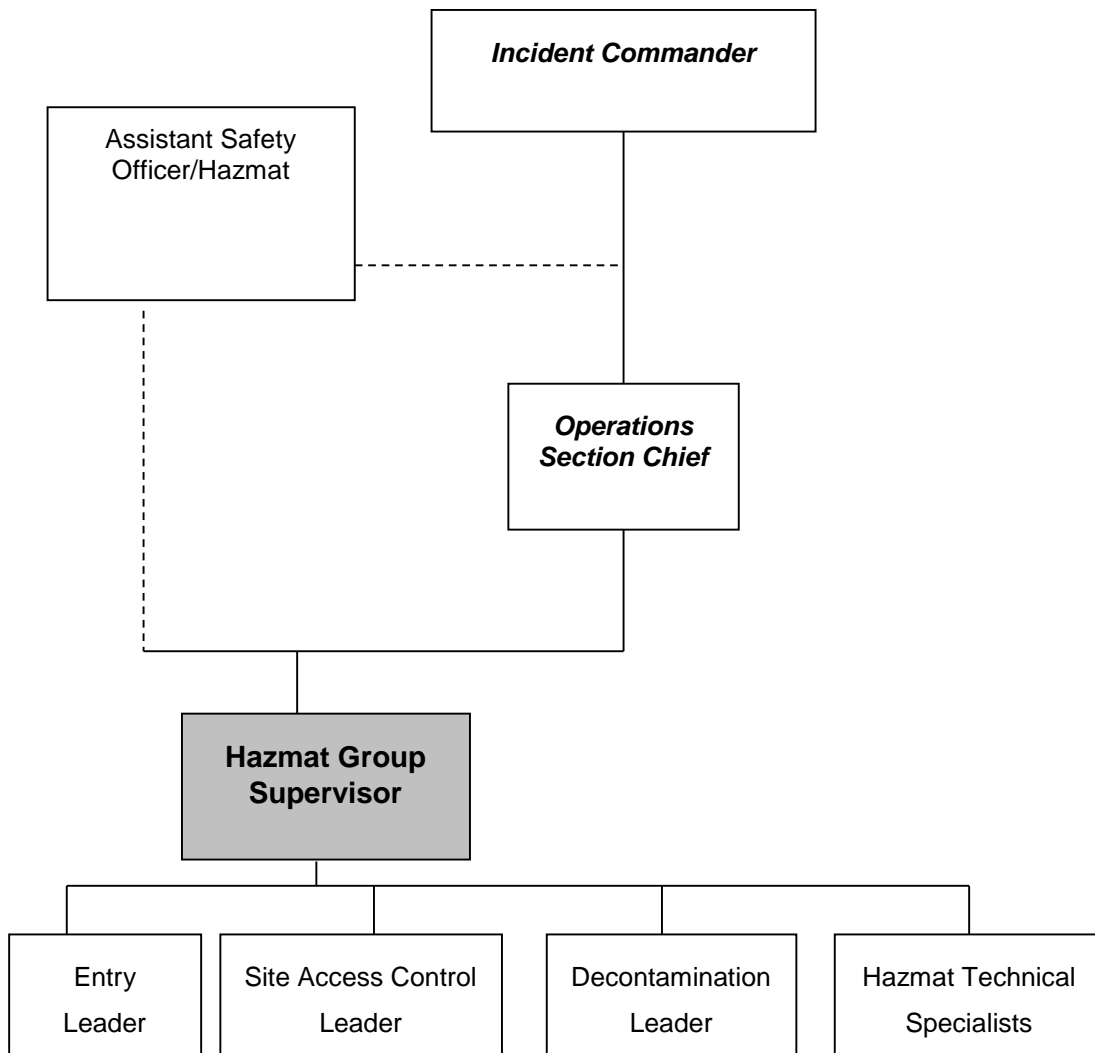 Incident Commander
Assistant Safety
Officer/Hazmat
Operations
Section Chief
Hazmat Group
Supervisor
Entry
Leader
Site Access Control
Leader
Decontamination
Leader
Hazmat Technical
Specialists